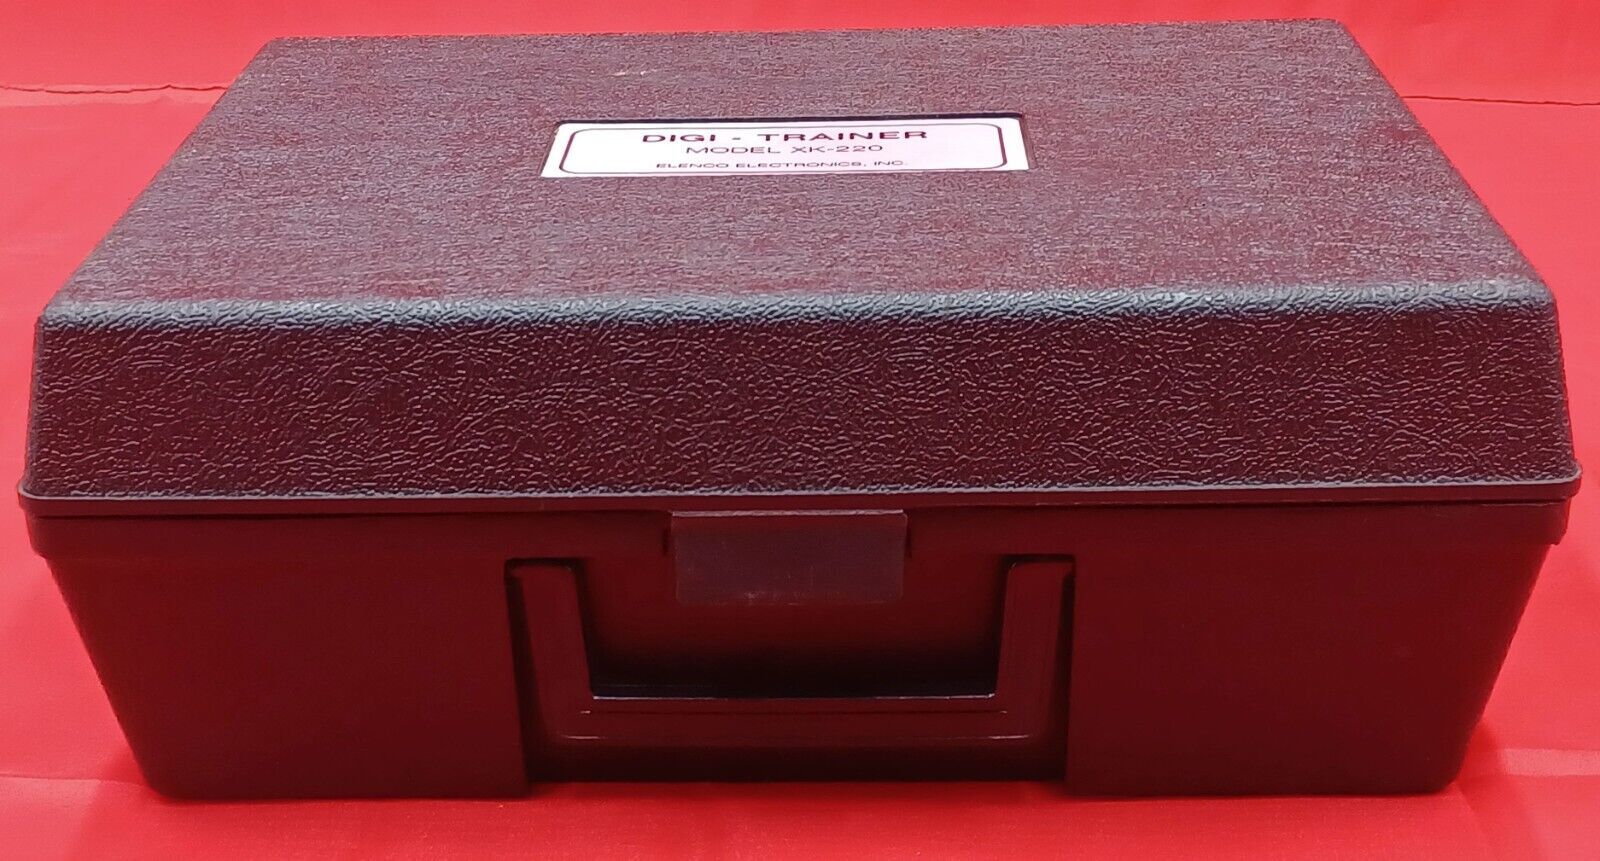 DIGI - TRAINER
MODEL XK-220
ELENCO ELECTRONICS, INC.